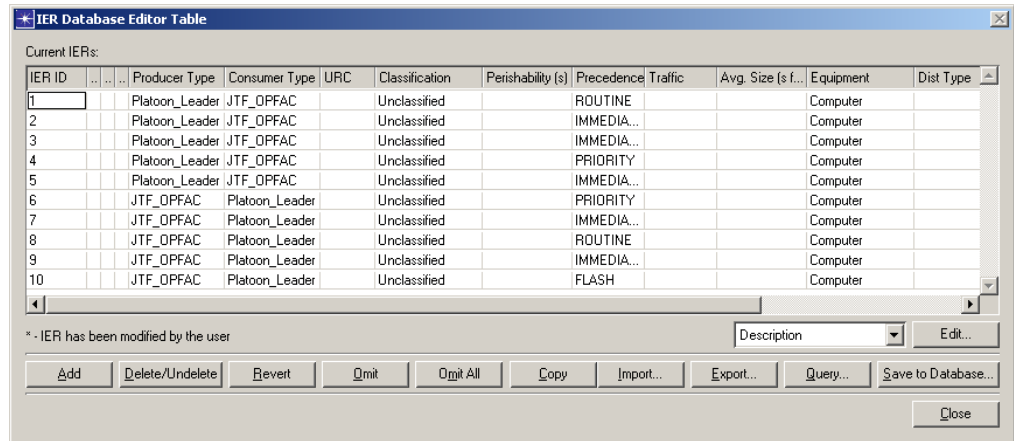 IER Database Editor Table
Current IERs:
IER ID .. .. .. Producer Type Consumer Type URC Classification Perishability (s) Precedence Traffic Avg. Size (s f... Equipment Dist Type
1 Platoon_Leader JTF_OPFAC Unclassified ROUTINE Computer
2 Platoon_Leader JTF_OPFAC Unclassified IMMEDIA... Computer
3 Platoon_Leader JTF_OPFAC Unclassified IMMEDIA... Computer
4 Platoon_Leader JTF_OPFAC Unclassified PRIORITY Computer
5 Platoon_Leader JTF_OPFAC Unclassified IMMEDIA... Computer
6 JTF_OPFAC Platoon_Leader Unclassified PRIORITY Computer
7 JTF_OPFAC Platoon_Leader Unclassified IMMEDIA... Computer
8 JTF_OPFAC Platoon_Leader Unclassified ROUTINE Computer
9 JTF_OPFAC Platoon_Leader Unclassified IMMEDIA... Computer
10 JTF_OPFAC Platoon_Leader Unclassified FLASH Computer
* - IER has been modified by the user Description Edit...
Add Delete/Undelete Revert Omit Omit All Copy Import... Export... Query... Save to Database...
Close